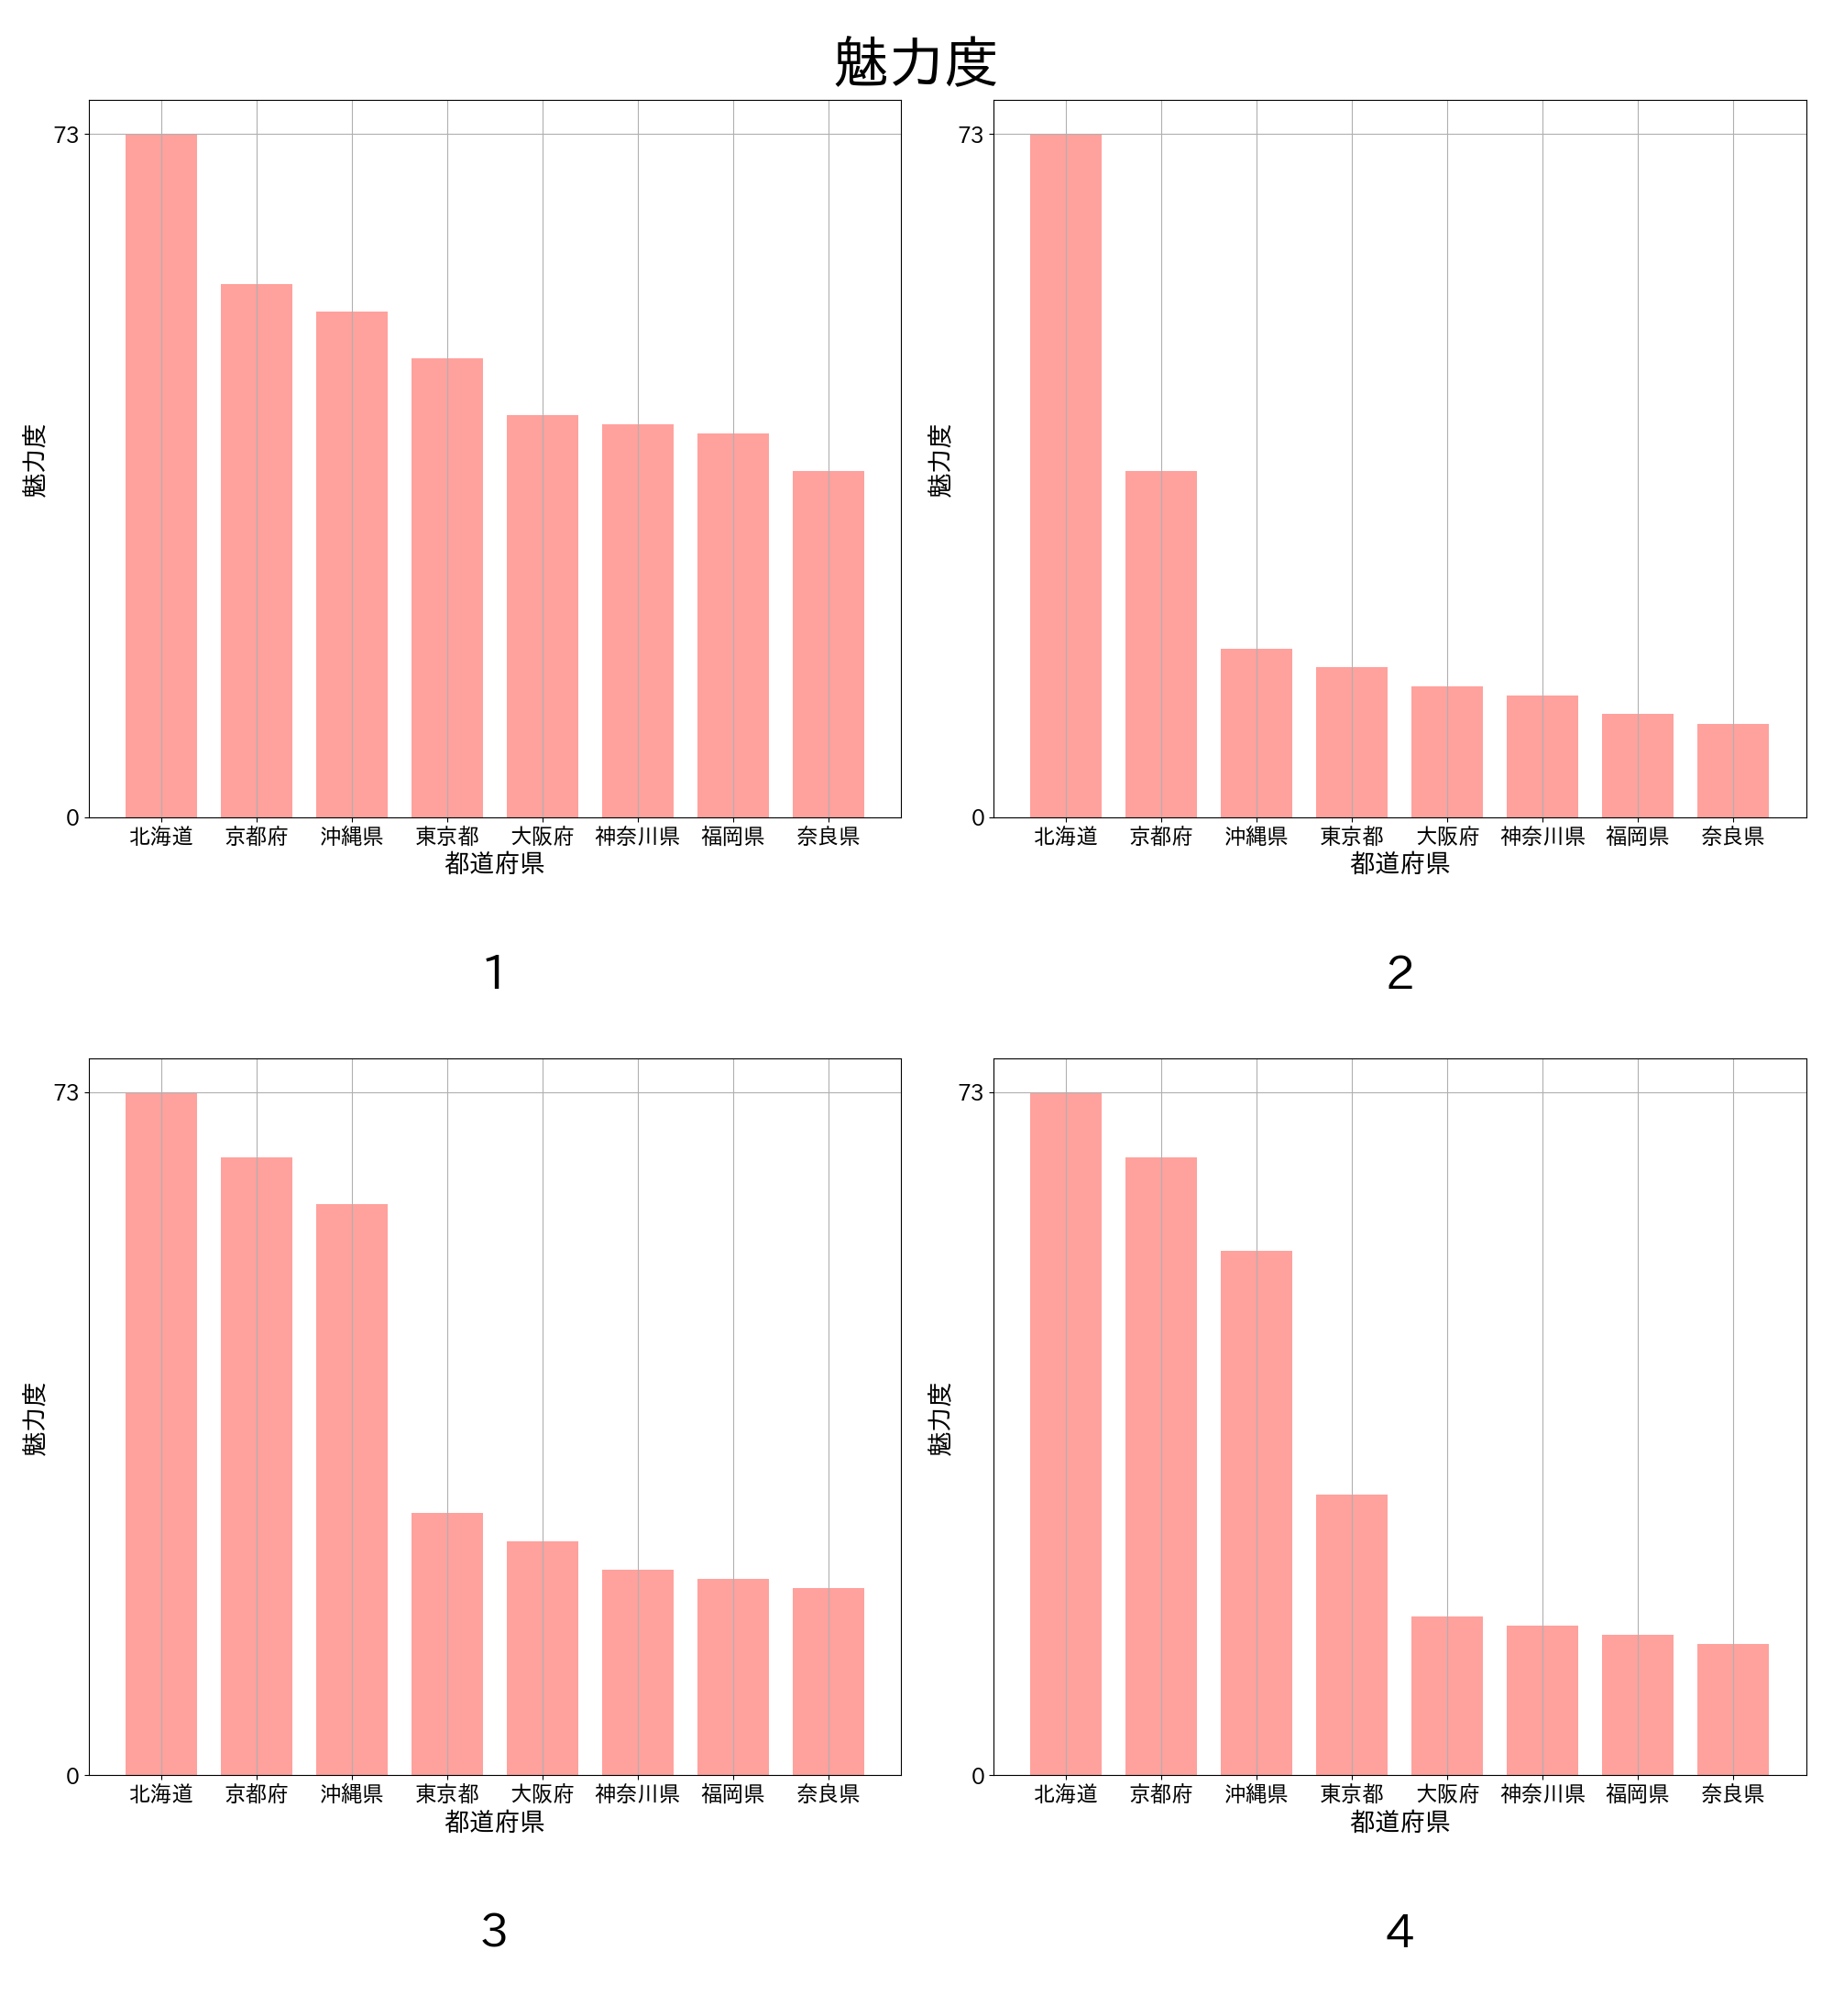 魅力度
73
0
魅力度
北海道 京都府 沖縄県 東京都 大阪府 神奈川県 福岡県 奈良県
都道府県
1
73
0
魅力度
北海道 京都府 沖縄県 東京都 大阪府 神奈川県 福岡県 奈良県
都道府県
2
73
0
魅力度
北海道 京都府 沖縄県 東京都 大阪府 神奈川県 福岡県 奈良県
都道府県
3
73
0
魅力度
北海道 京都府 沖縄県 東京都 大阪府 神奈川県 福岡県 奈良県
都道府県
4